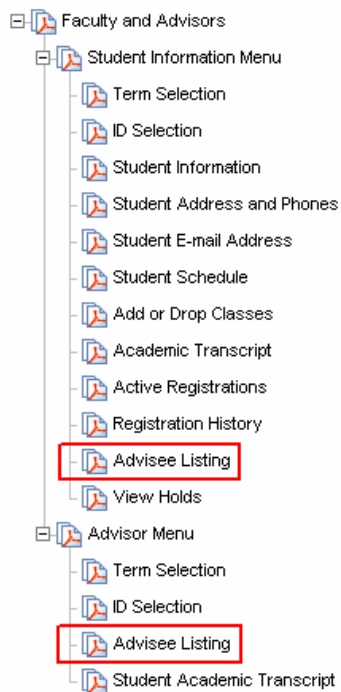 Faculty and Advisors
Student Information Menu
Term Selection
ID Selection
Student Information
Student Address and Phones
Student E-mail Address
Student Schedule
Add or Drop Classes
Academic Transcript
Active Registrations
Registration History
Advisee Listing
View Holds
Advisor Menu
Term Selection
ID Selection
Advisee Listing
Student Academic Transcript